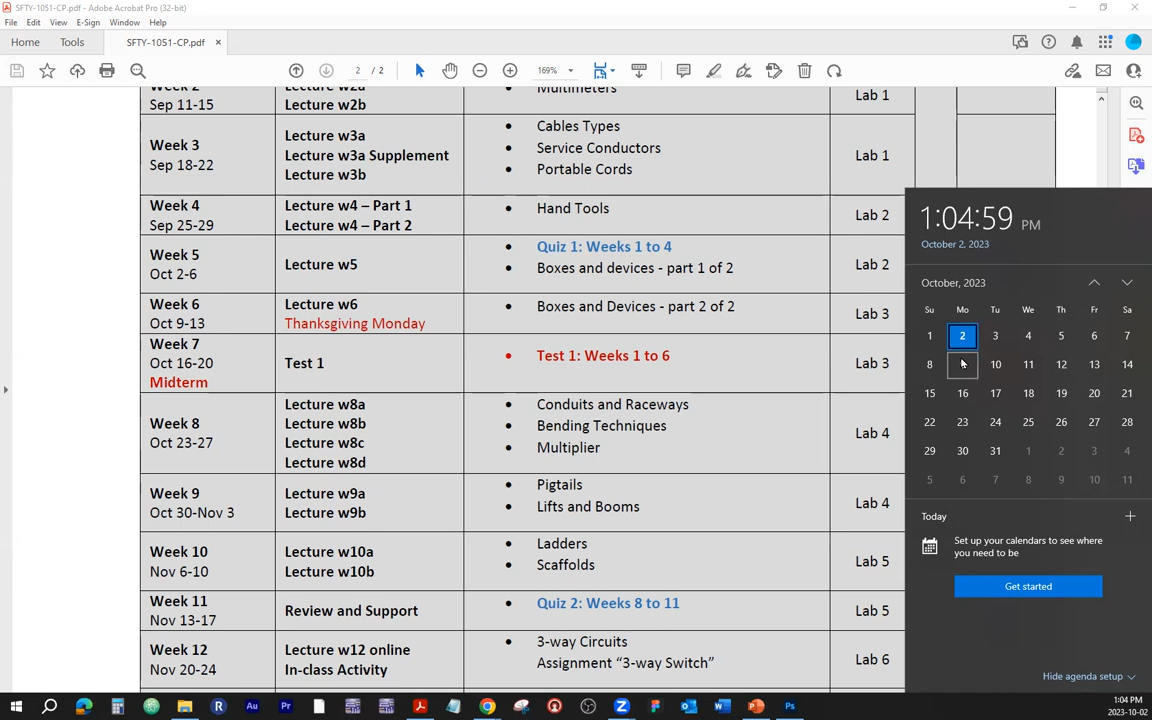 SFTY-1051-CP.pdf - Adobe Acrobat Pro (32-bit)
File Edit View E-Sign Window Help
Home Tools SFTY-1051-CP.pdf ×
2 / 2 169%
Week 2 Lecture w2a Multimeters Lab 1
Sep 11-15 Lecture w2b
Week 3
Sep 18-22
Lecture w3a
Lecture w3a Supplement
Lecture w3b
Cables Types
Service Conductors
Portable Cords
Lab 1
Week 4
Sep 25-29
Lecture w4 – Part 1
Lecture w4 – Part 2
Hand Tools
Lab 2
Week 5
Oct 2-6
Lecture w5
Quiz 1: Weeks 1 to 4
Boxes and devices - part 1 of 2
Lab 2
Week 6
Oct 9-13
Lecture w6
Thanksgiving Monday
Boxes and Devices - part 2 of 2
Lab 3
Week 7
Oct 16-20
Midterm
Test 1
Test 1: Weeks 1 to 6
Lab 3
Week 8
Oct 23-27
Lecture w8a
Lecture w8b
Lecture w8c
Lecture w8d
Conduits and Raceways
Bending Techniques
Multiplier
Lab 4
Week 9
Oct 30-Nov 3
Lecture w9a
Lecture w9b
Pigtails
Lifts and Booms
Lab 4
Week 10
Nov 6-10
Lecture w10a
Lecture w10b
Ladders
Scaffolds
Lab 5
Week 11
Nov 13-17
Review and Support
Quiz 2: Weeks 8 to 11
Lab 5
Week 12
Nov 20-24
Lecture w12 online
In-class Activity
3-way Circuits
Assignment “3-way Switch”
Lab 6
1:04:59 PM
October 2, 2023
October, 2023
Su Mo Tu We Th Fr Sa
1 2 3 4 5 6 7
8 10 11 12 13 14
15 16 17 18 19 20 21
22 23 24 25 26 27 28
29 30 31 1 2 3 4
5 6 7 8 9 10 11
Today
Set up your calendars to see where
you need to be
Get started
Hide agenda setup
R Au Pr Ps
1:04 PM
2023-10-02